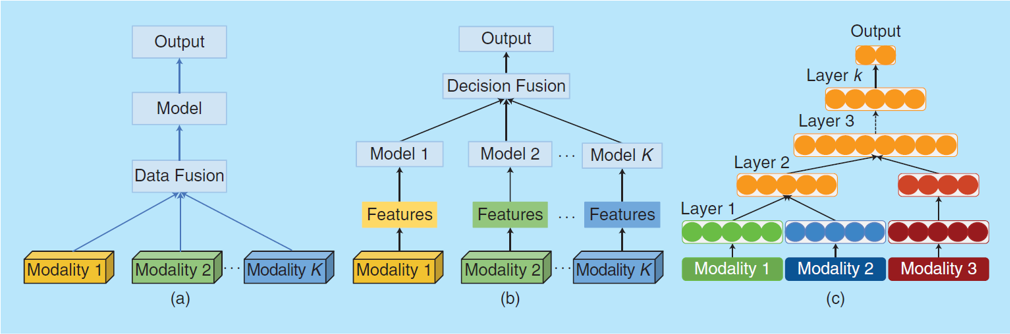 Output
Model
Data Fusion
Modality 1
Modality 2
...
Modality K
(a)
Output
Decision Fusion
Model 1
Model 2
...
Model K
Features
Features
...
Features
Modality 1
Modality 2
...
Modality K
(b)
Output
Layer k
Layer 3
Layer 2
Layer 1
Modality 1
Modality 2
Modality 3
(c)